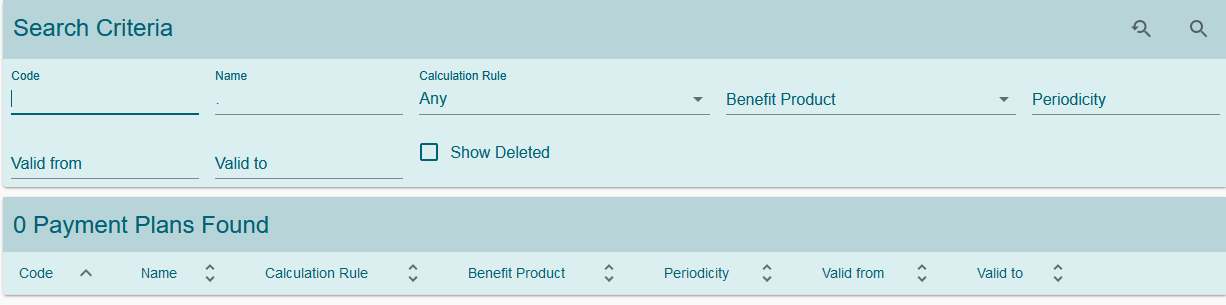 Search Criteria
Code Name Calculation Rule
. Any Benefit Product Periodicity
Valid from Valid to Show Deleted
0 Payment Plans Found
Code Name Calculation Rule Benefit Product Periodicity Valid from Valid to